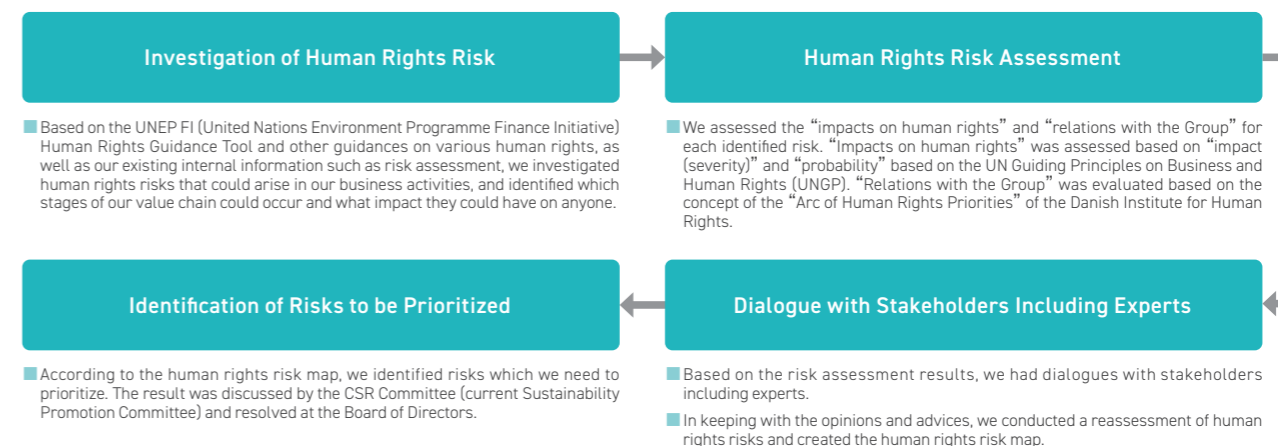 Investigation of Human Rights Risk
Based on the UNEP FI (United Nations Environment Programme Finance Initiative)
Human Rights Guidance Tool and other guidances on various human rights, as
well as our existing internal information such as risk assessment, we investigated
human rights risks that could arise in our business activities, and identified which
stages of our value chain could occur and what impact they could have on anyone.
Human Rights Risk Assessment
We assessed the “impacts on human rights” and “relations with the Group” for
each identified risk. “Impacts on human rights” was assessed based on “impact
(severity)” and “probability” based on the UN Guiding Principles on Business and
Human Rights (UNGP). “Relations with the Group” was evaluated based on the
concept of the “Arc of Human Rights Priorities” of the Danish Institute for Human
Rights.
Dialogue with Stakeholders Including Experts
Based on the risk assessment results, we had dialogues with stakeholders
including experts.
In keeping with the opinions and advices, we conducted a reassessment of human
rights risks and created the human rights risk map.
Identification of Risks to be Prioritized
According to the human rights risk map, we identified risks which we need to
prioritize. The result was discussed by the CSR Committee (current Sustainability
Promotion Committee) and resolved at the Board of Directors.